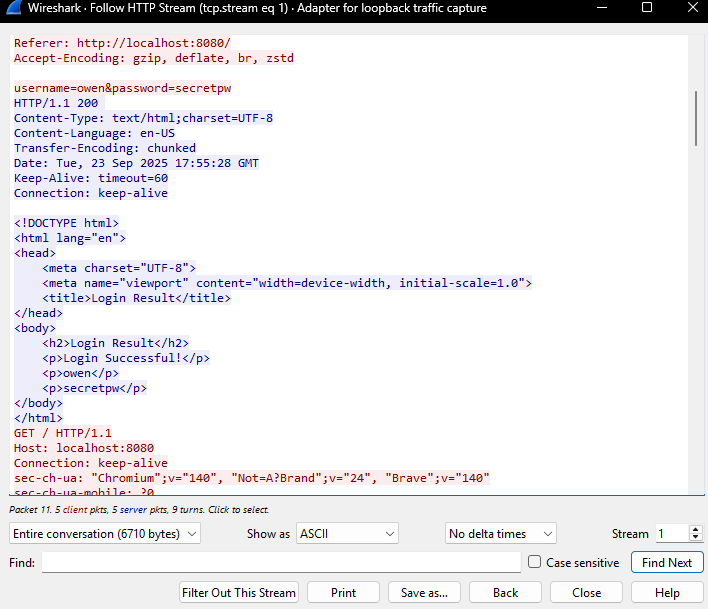 Wireshark · Follow HTTP Stream (tcp.stream eq 1) · Adapter for loopback traffic capture
Referer: http://localhost:8080/
Accept-Encoding: gzip, deflate, br, zstd
username=owen&password=secretpw
HTTP/1.1 200
Content-Type: text/html;charset=UTF-8
Content-Language: en-US
Transfer-Encoding: chunked
Date: Tue, 23 Sep 2025 17:55:28 GMT
Keep-Alive: timeout=60
Connection: keep-alive
<!DOCTYPE html>
<html lang="en">
<head>
    <meta charset="UTF-8">
    <meta name="viewport" content="width=device-width, initial-scale=1.0">
    <title>Login Result</title>
</head>
<body>
    <h2>Login Result</h2>
    <p>Login Successful!</p>
    <p>owen</p>
    <p>secretpw</p>
</body>
</html>
GET / HTTP/1.1
Host: localhost:8080
Connection: keep-alive
sec-ch-ua: "Chromium";v="140", "Not=A?Brand";v="24", "Brave";v="140"
sec-ch-ua-mobile: ?0
Packet 11. 5 client pkts, 5 server pkts, 9 turns. Click to select.
Entire conversation (6710 bytes) Show as ASCII No delta times Stream 1
Find: Case sensitive Find Next
Filter Out This Stream Print Save as... Back Close Help